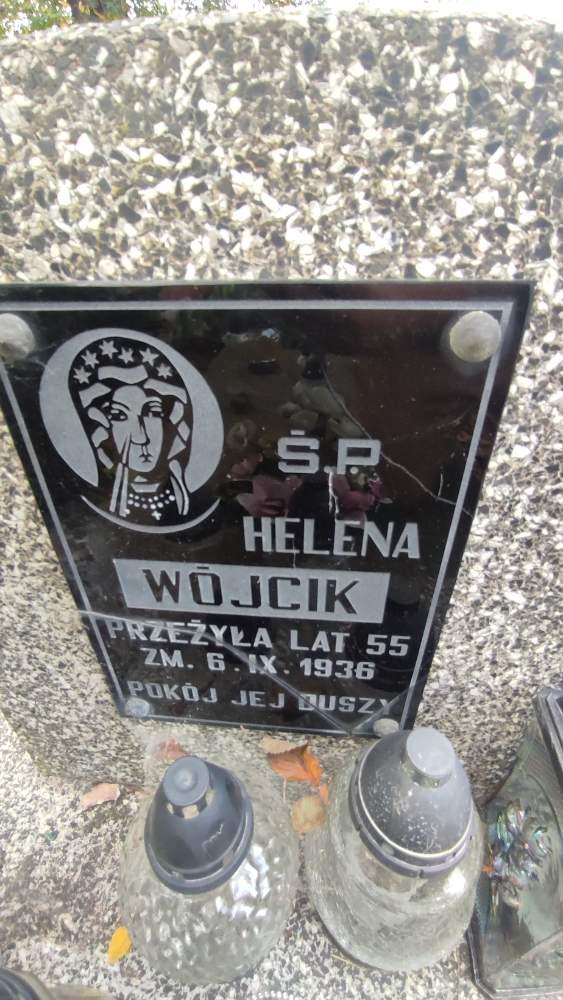 Ś.P.
HELENA
WÓJCIK
PRZEŻYŁA LAT 55
ZM. 6.IX.1936
POKÓJ JEJ DUSZY